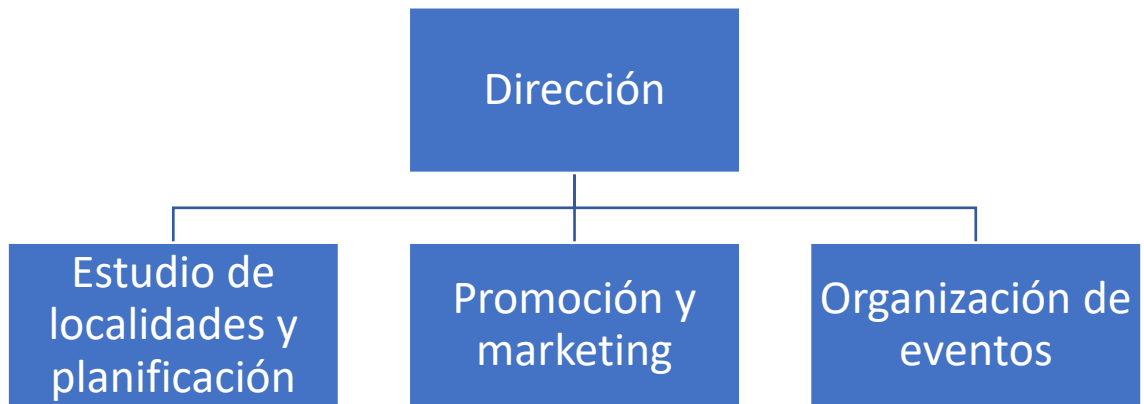 Dirección
Estudio de
localidades y
planificación
Promoción y
marketing
Organización de
eventos